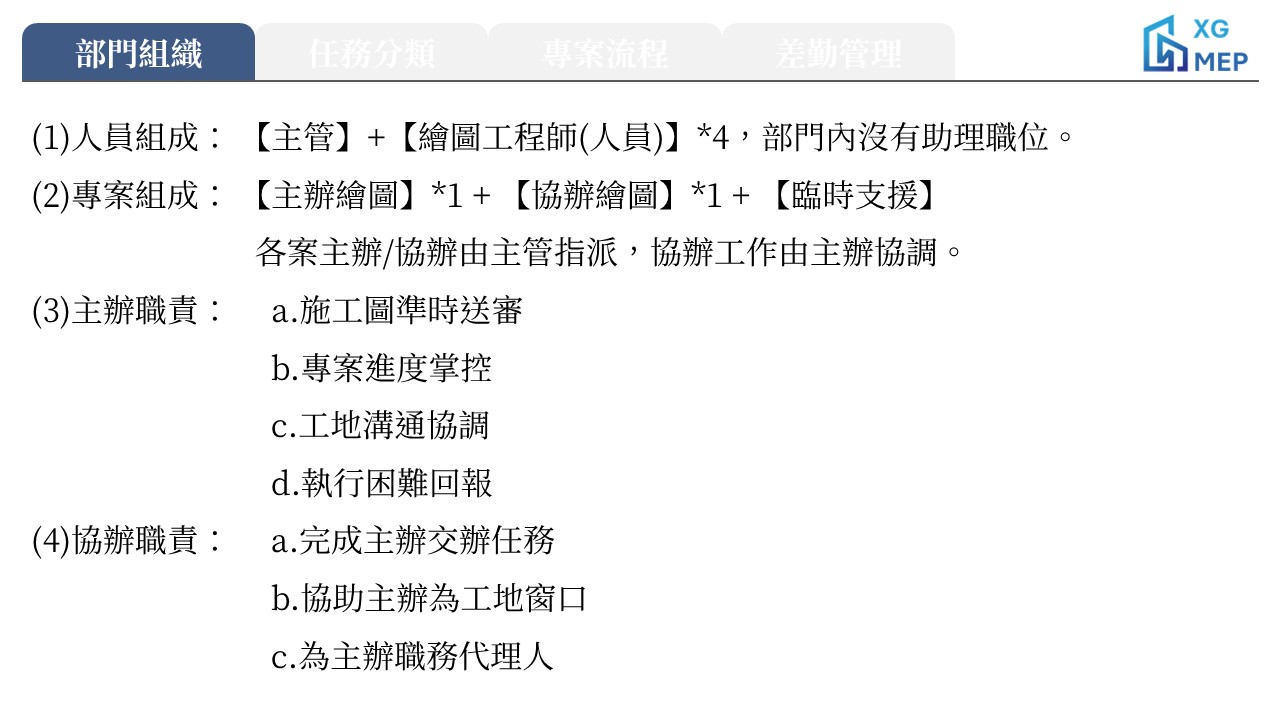 部門組織
任務分類
專案流程
差勤管理
XG
MEP
(1)人員組成：【主管】+【繪圖工程師(人員)】*4，部門內沒有助理職位。
(2)專案組成：【主辦繪圖】*1 + 【協辦繪圖】*1 + 【臨時支援】
各案主辦/協辦由主管指派，協辦工作由主辦協調。
(3)主辦職責： a.施工圖準時送審
b.專案進度掌控
c.工地溝通協調
d.執行困難回報
(4)協辦職責： a.完成主辦交辦任務
b.協助主辦為工地窗口
c.為主辦職務代理人